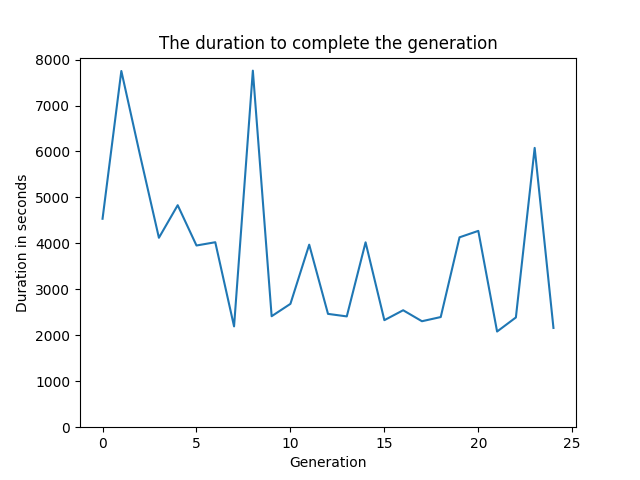 The duration to complete the generation
8000
7000
6000
5000
4000
3000
2000
1000
0
Duration in seconds
0 5 10 15 20 25
Generation